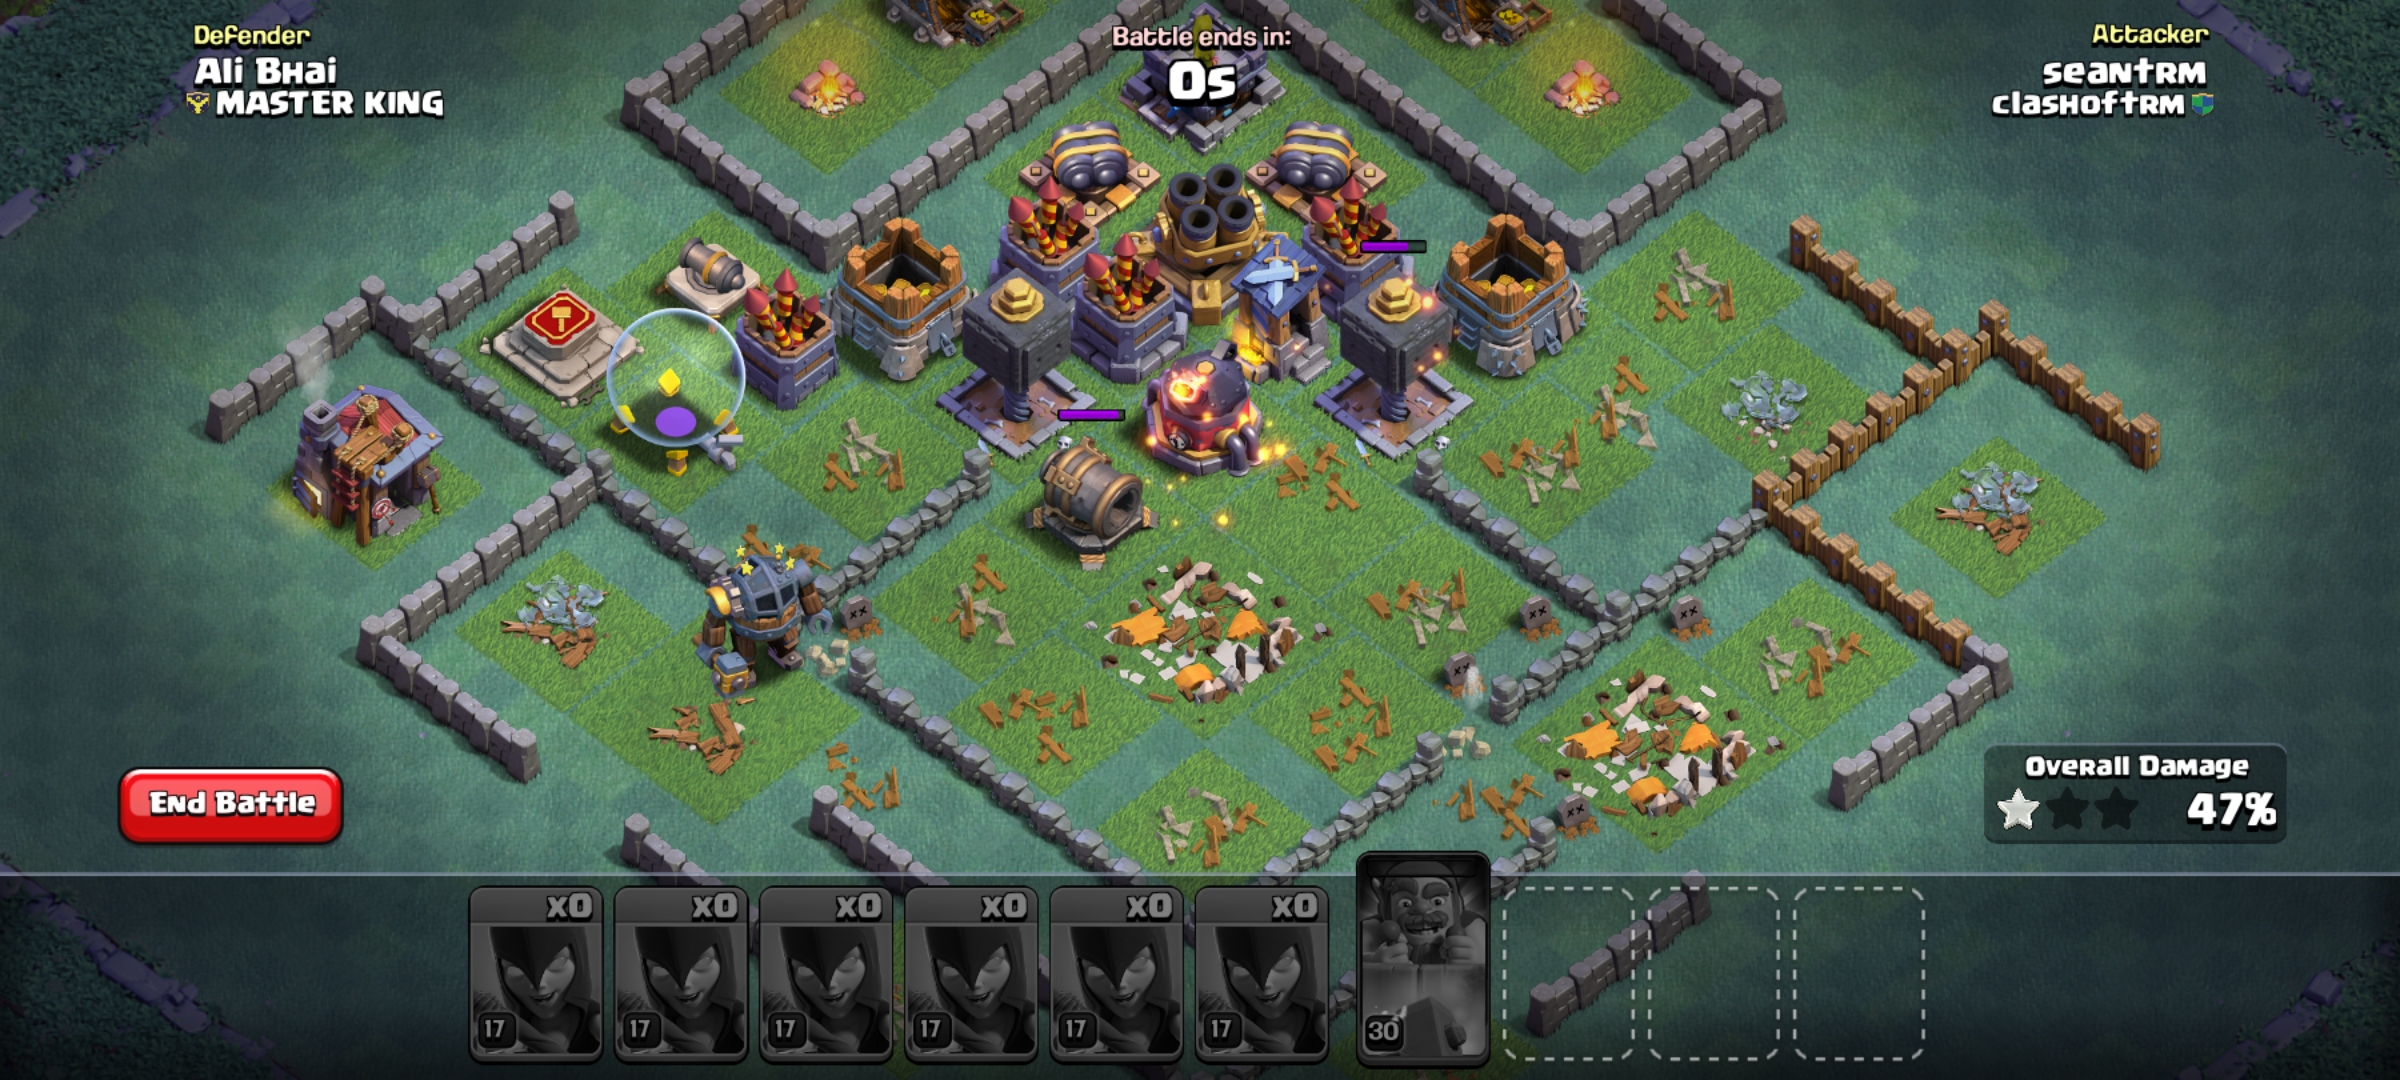 Defender
Ali Bhai
MASTER KING
Battle ends in:
0s
Attacker
seantRM
clashoftRM
End Battle
Overall Damage
47%
x0
x0
x0
x0
x0
x0
17
17
17
17
17
17
30